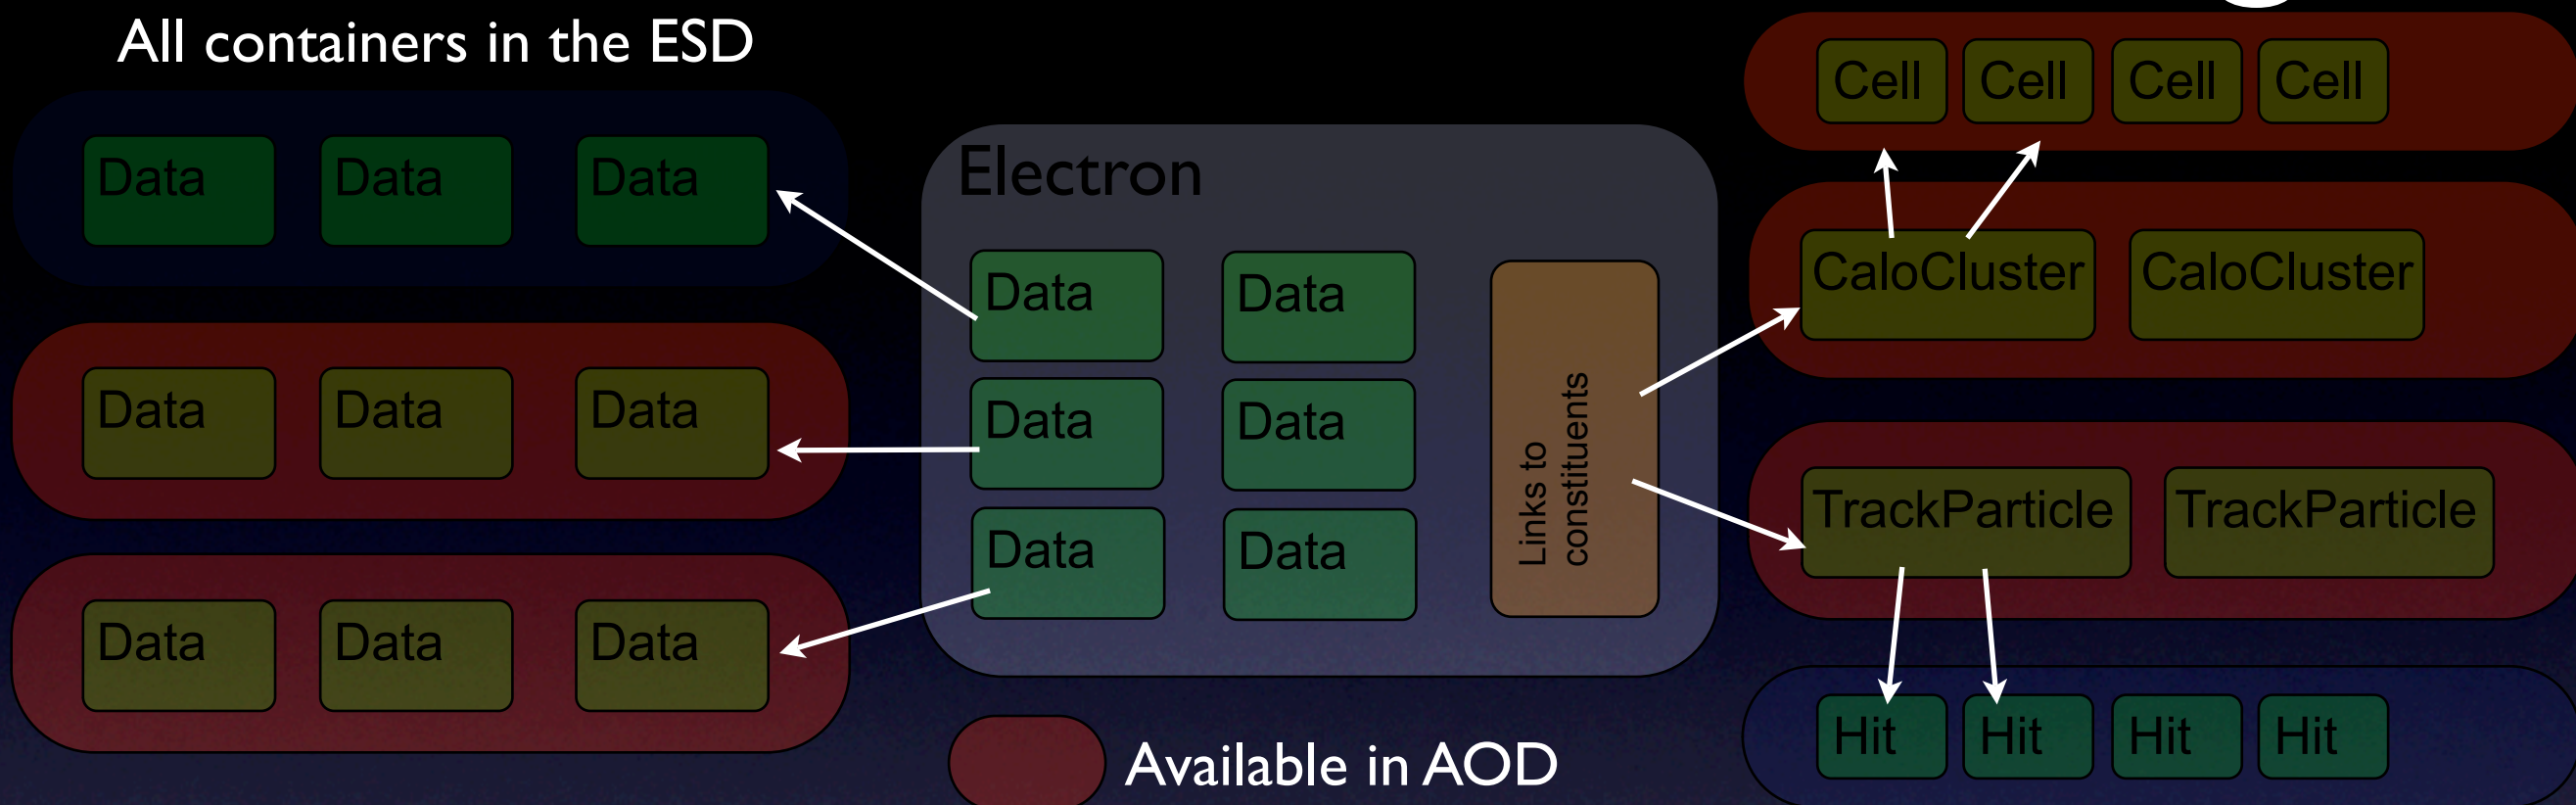 All containers in the ESD
Data Data Data
Data Data Data
Data Data Data
Electron
Data Data
Data Data
Data Data
Links to
constituents
Available in AOD
Cell Cell Cell Cell
CaloCluster CaloCluster
TrackParticle TrackParticle
Hit Hit Hit Hit